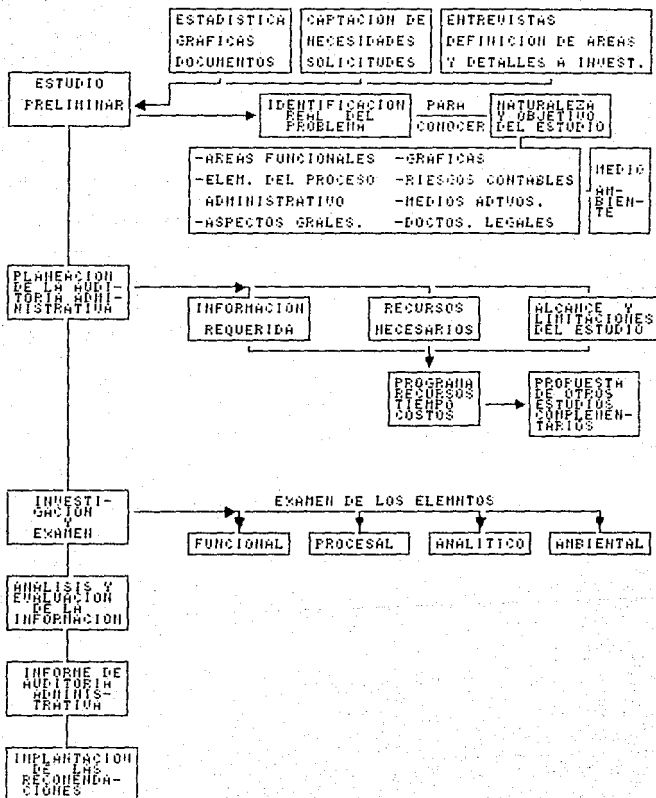 ESTADISTICA
GRAFICAS
DOCUMENTOS
CAPTACION DE
NECESIDADES
SOLICITUDES
ENTREVISTAS
DEFINICION DE AREAS
Y DETALLES A INVEST.
ESTUDIO
PRELIMINAR
IDENTIFICACION
REAL DEL
PROBLEMA
PARA
CONOCER
NATURALEZA
Y OBJETIVO
DEL ESTUDIO
-AREAS FUNCIONALES
-ELEM. DEL PROCESO
ADMINISTRATIVO
-ASPECTOS GRALES.
-GRAFICAS
-RIESGOS CONTABLES
-MEDIOS ADTVOS.
-DOCTOS. LEGALES
MEDIO
AM-
BIEN-
TE
PLANEACION
DE LA AUDI-
TORIA ADMI-
NISTRATIVA
INFORMACION
REQUERIDA
RECURSOS
NECESARIOS
ALCANCE Y
LIMITACIONES
DEL ESTUDIO
PROGRAMA
RECURSOS
TIEMPO
COSTOS
PROPUESTA
DE OTROS
ESTUDIOS
COMPLEMEN-
TARIOS
INVESTI-
GACION
Y
EXAMEN
EXAMEN DE LOS ELEMNTOS
FUNCIONAL
PROCESAL
ANALITICO
AMBIENTAL
ANALISIS Y
EVALUACION
DE LA
INFORMACION
INFORME DE
AUDITORIA
ADMINIS-
TRATIVA
IMPLANTACION
DE LAS
RECOMENDA-
CIONES